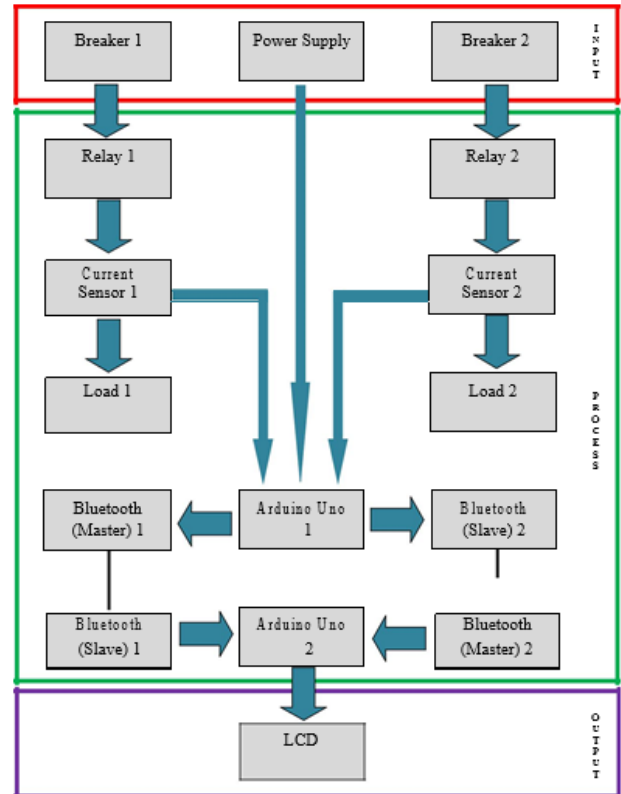 Breaker 1
Power Supply
Breaker 2
INPUT
Relay 1
Relay 2
Current
Sensor 1
Current
Sensor 2
Load 1
Load 2
PROCESS
Bluetooth
(Master) 1
Arduino Uno
1
Bluetooth
(Slave) 2
Bluetooth
(Slave) 1
Arduino Uno
2
Bluetooth
(Master) 2
LCD
OUTPUT